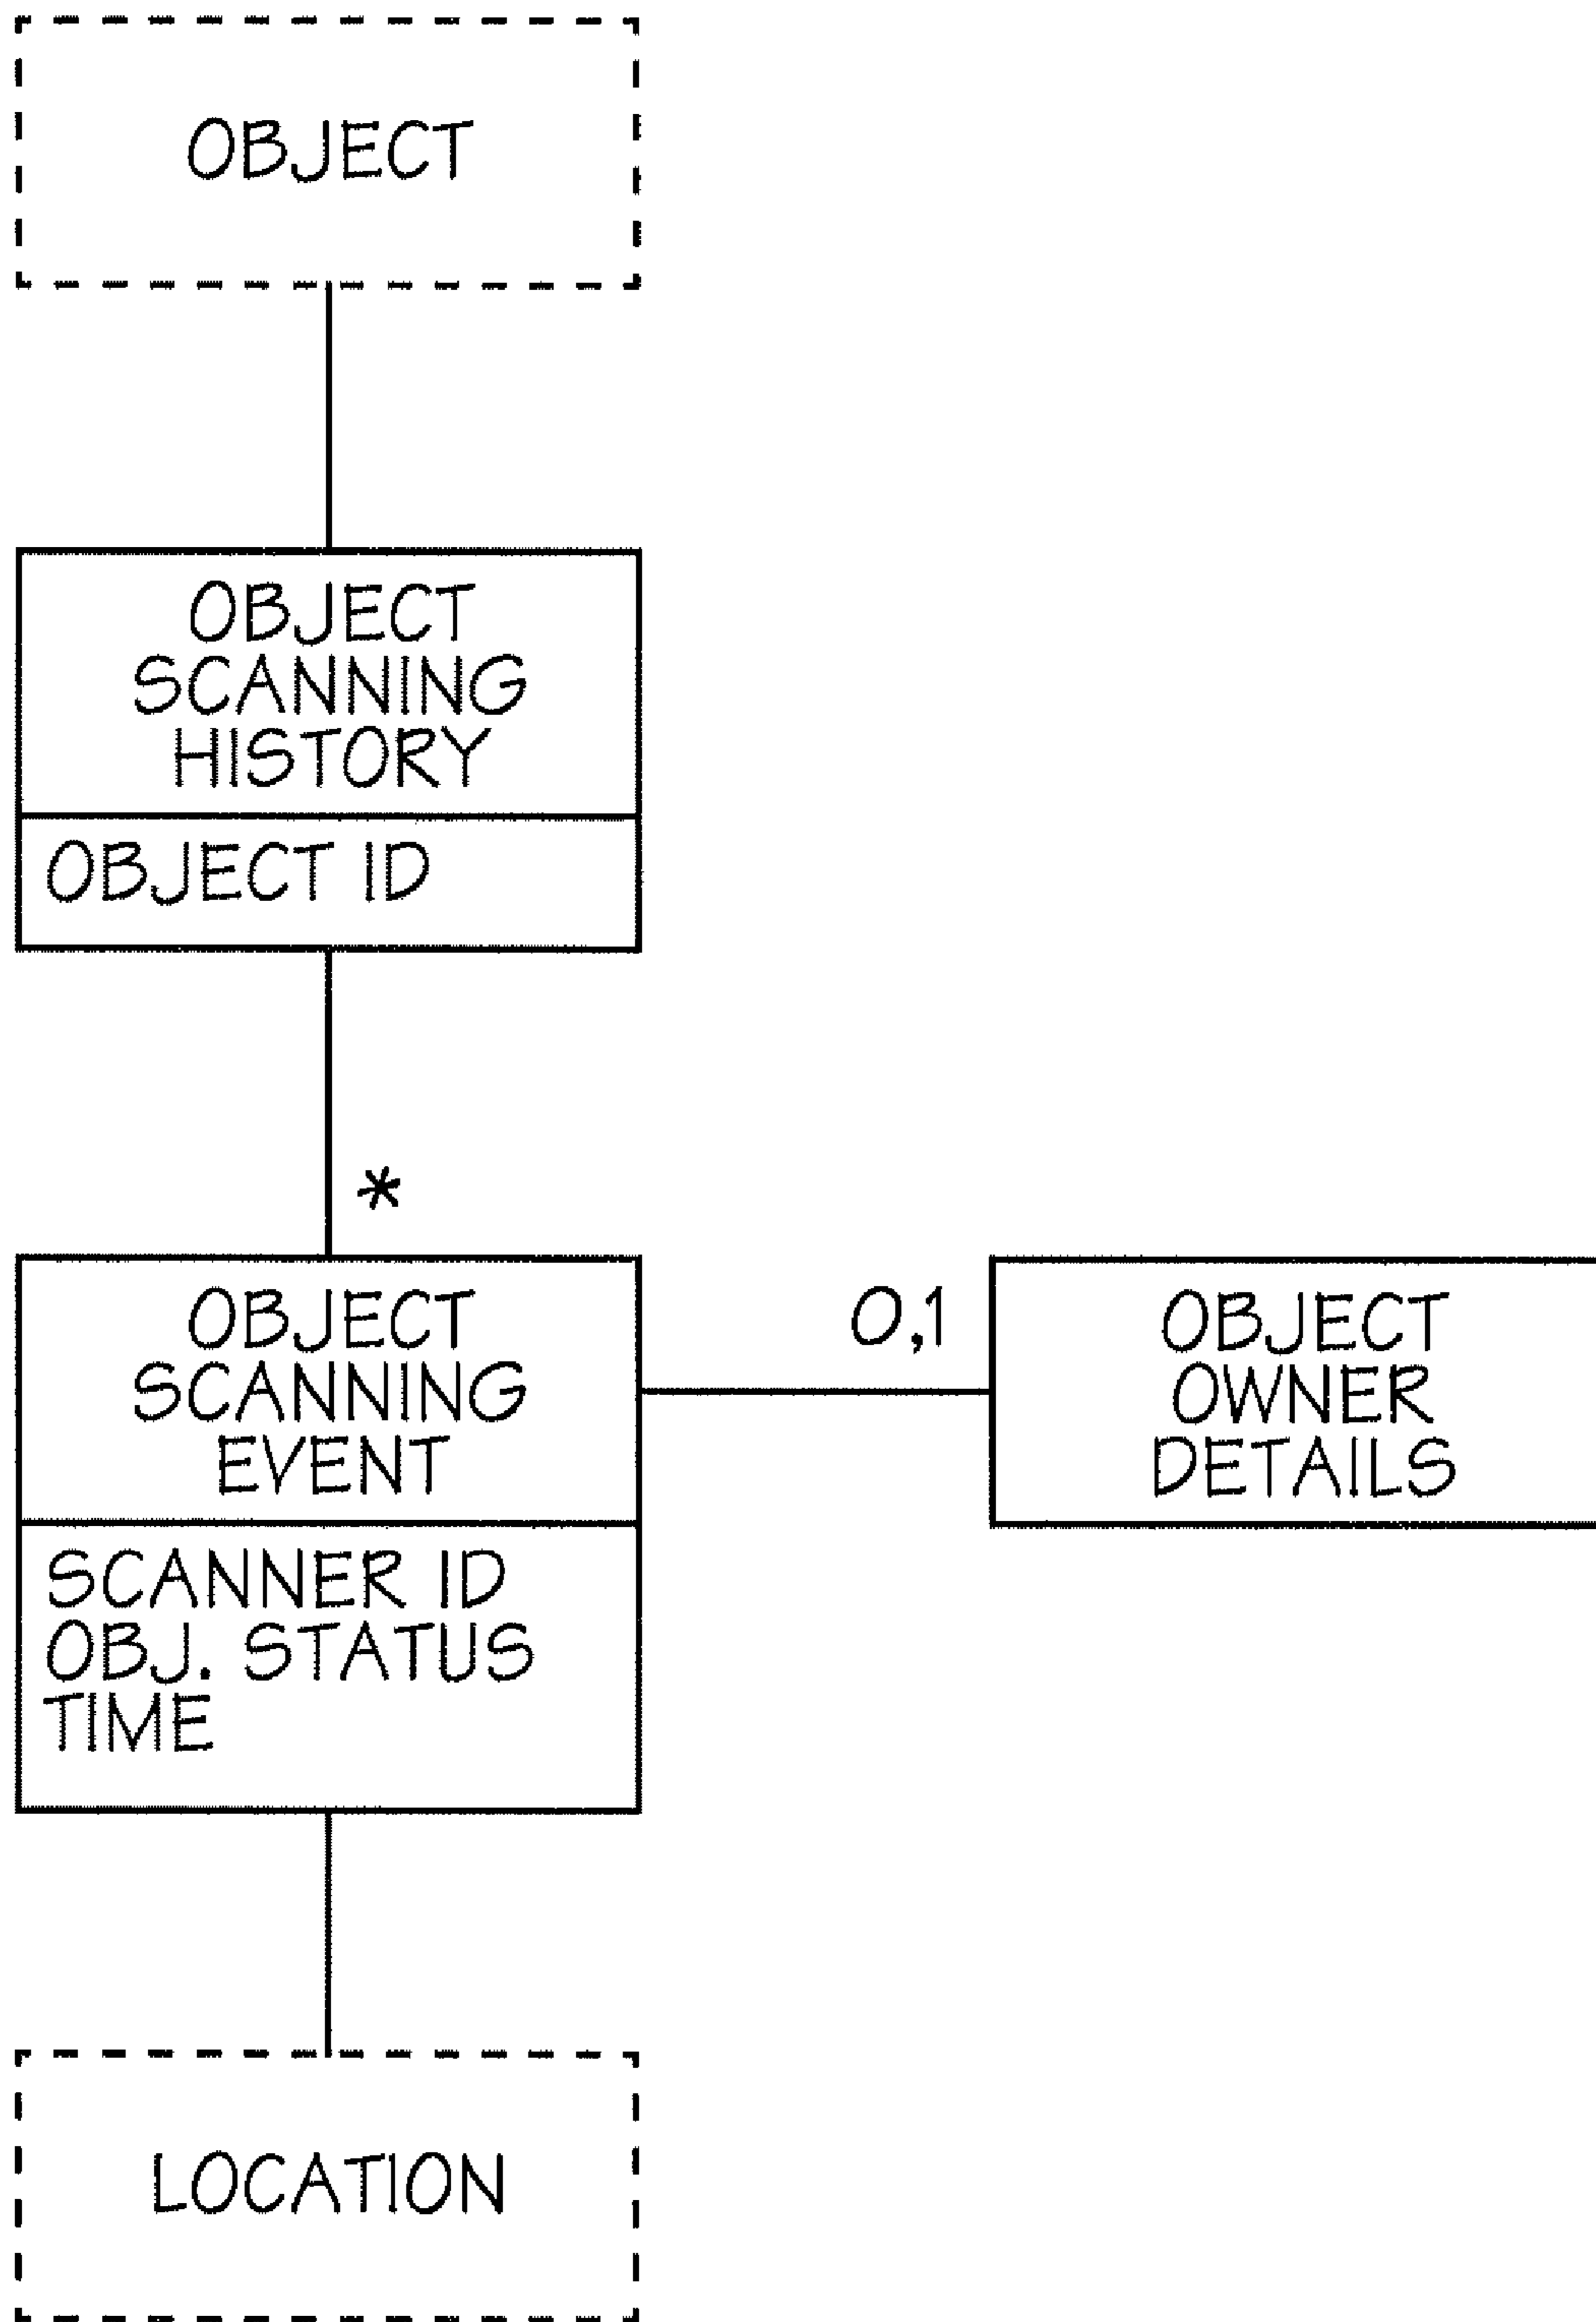 OBJECT
OBJECT
SCANNING
HISTORY
OBJECT ID
*
OBJECT
SCANNING
EVENT
0,1
OBJECT
OWNER
DETAILS
SCANNER ID
OBJ. STATUS
TIME
LOCATION